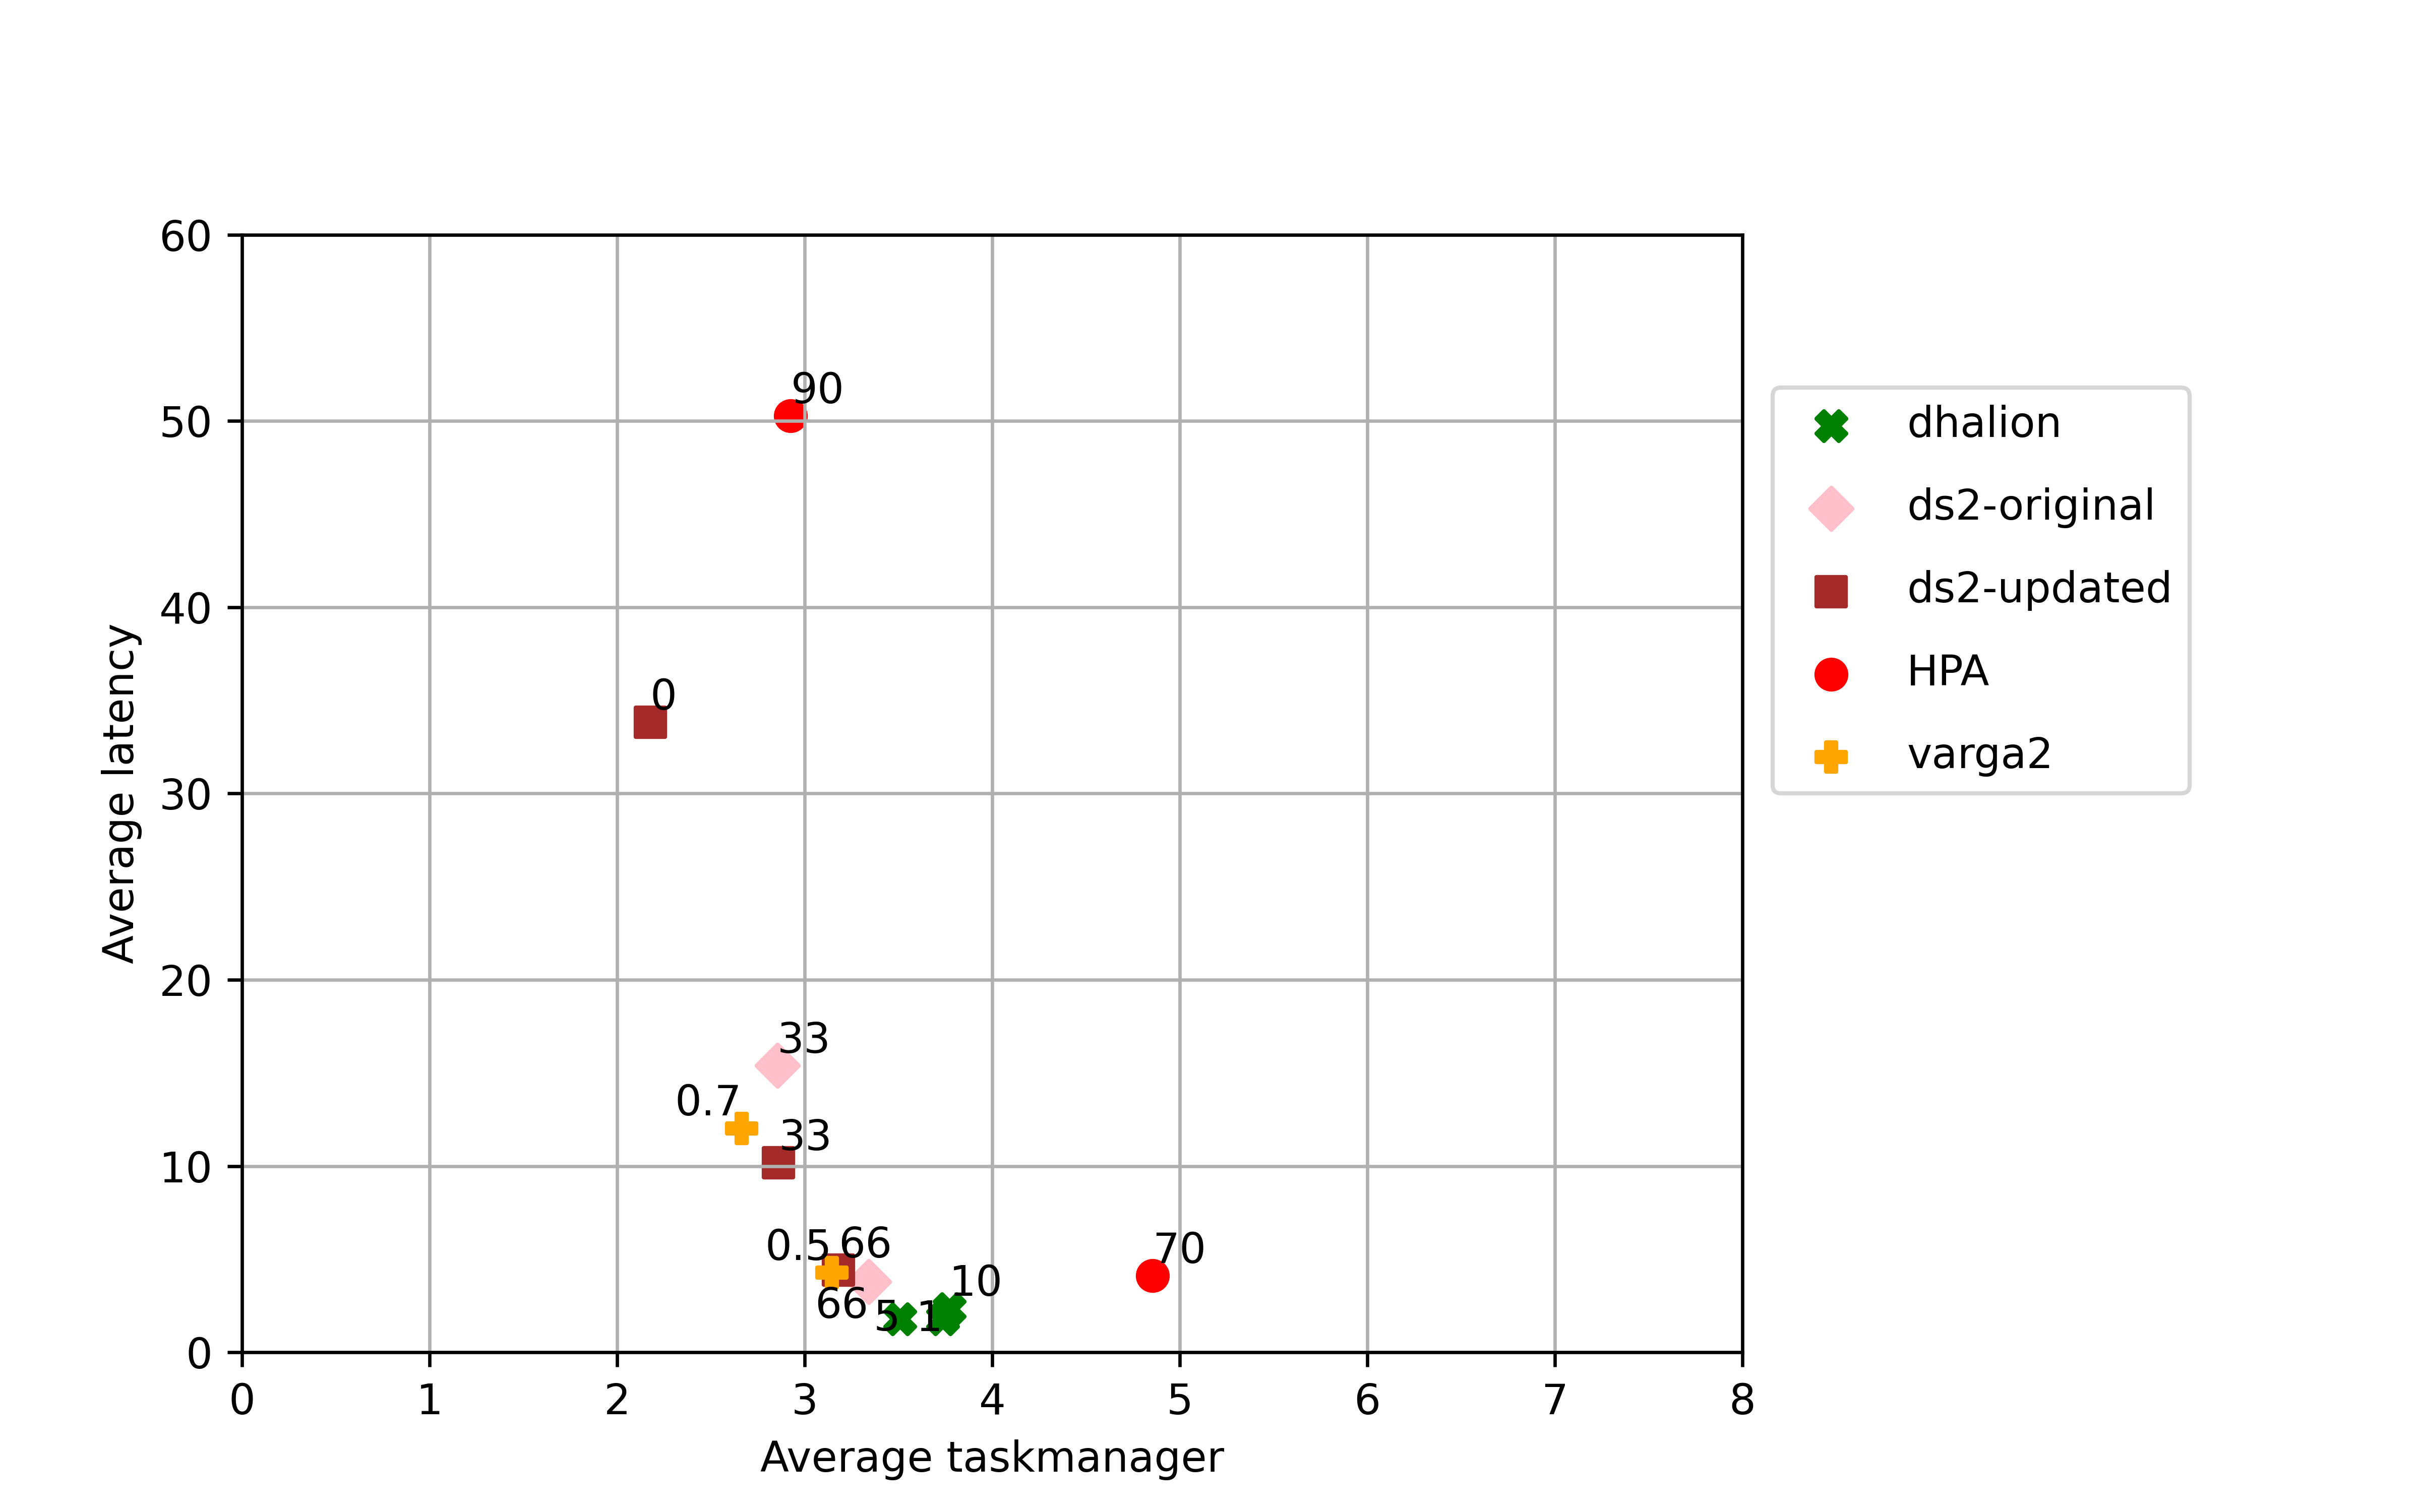 60
50
40
30
20
10
0
Average latency
90
0
33
0.7
33
0.5
66
66
5
1
10
70
0 1 2 3 4 5 6 7 8
Average taskmanager
dhalion
ds2-original
ds2-updated
HPA
varga2